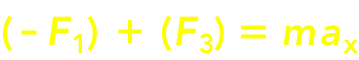 (- F₁) + (F₃) = maₓ